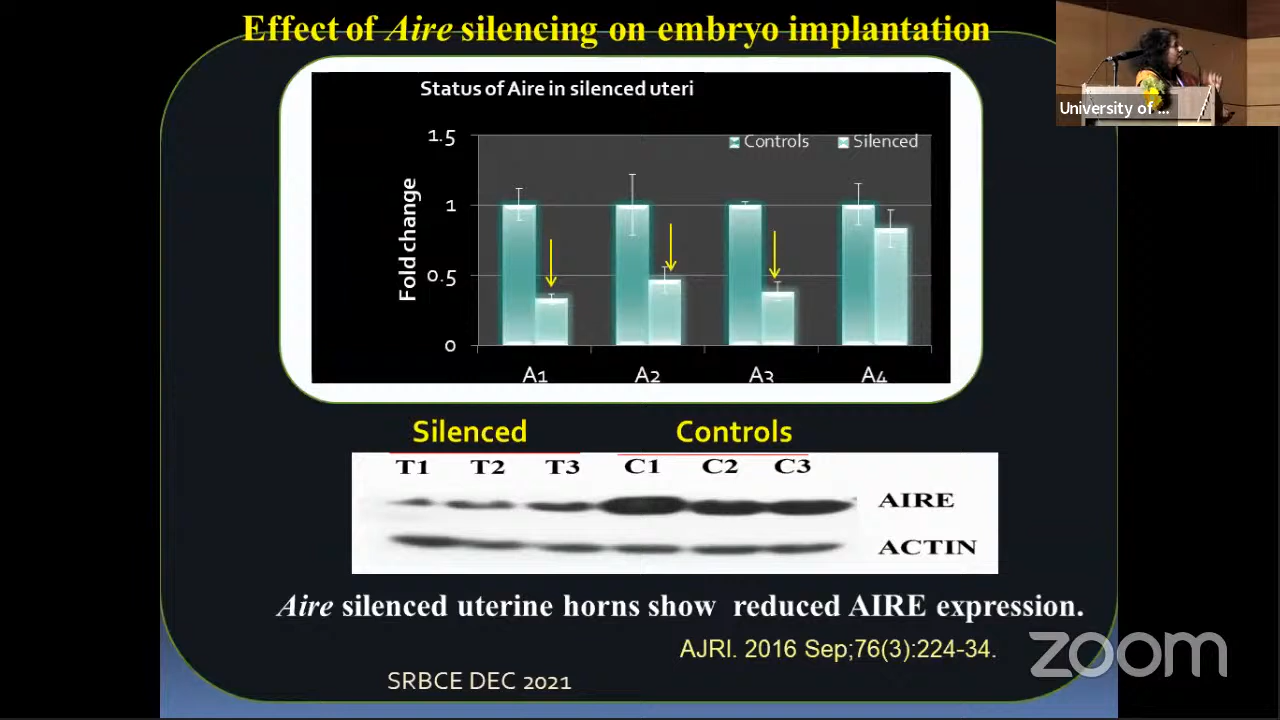 Effect of Aire silencing on embryo implantation
University of ...
Status of Aire in silenced uteri
Controls Silenced
Fold change
1.5
1
0.5
0
A1 A2 A3 A4
Silenced Controls
T1 T2 T3 C1 C2 C3
AIRE
ACTIN
Aire silenced uterine horns show reduced AIRE expression.
AJRI. 2016 Sep;76(3):224-34.
SRBCE DEC 2021
zoom